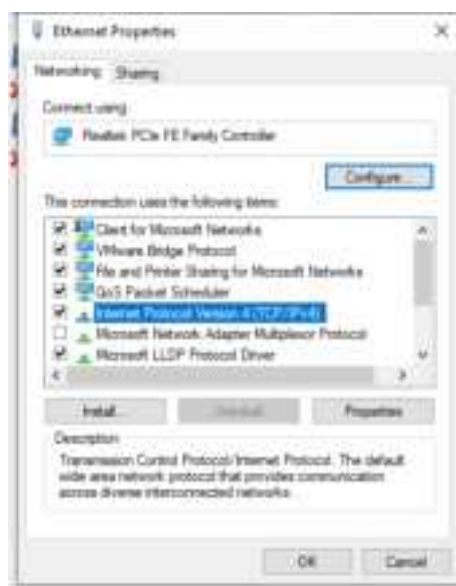 Ethernet Properties
Networking
Sharing
Connect using:
Realtek PCIe FE Family Controller
Configure...
This connection uses the following items:
Client for Microsoft Networks
VMware Bridge Protocol
File and Printer Sharing for Microsoft Networks
QoS Packet Scheduler
Internet Protocol Version 4 (TCP/IPv4)
Microsoft Network Adapter Multiplexor Protocol
Microsoft LLDP Protocol Driver
Install...
Uninstall
Properties
Description
Transmission Control Protocol/Internet Protocol. The default
wide area network protocol that provides communication
across diverse interconnected networks.
OK
Cancel